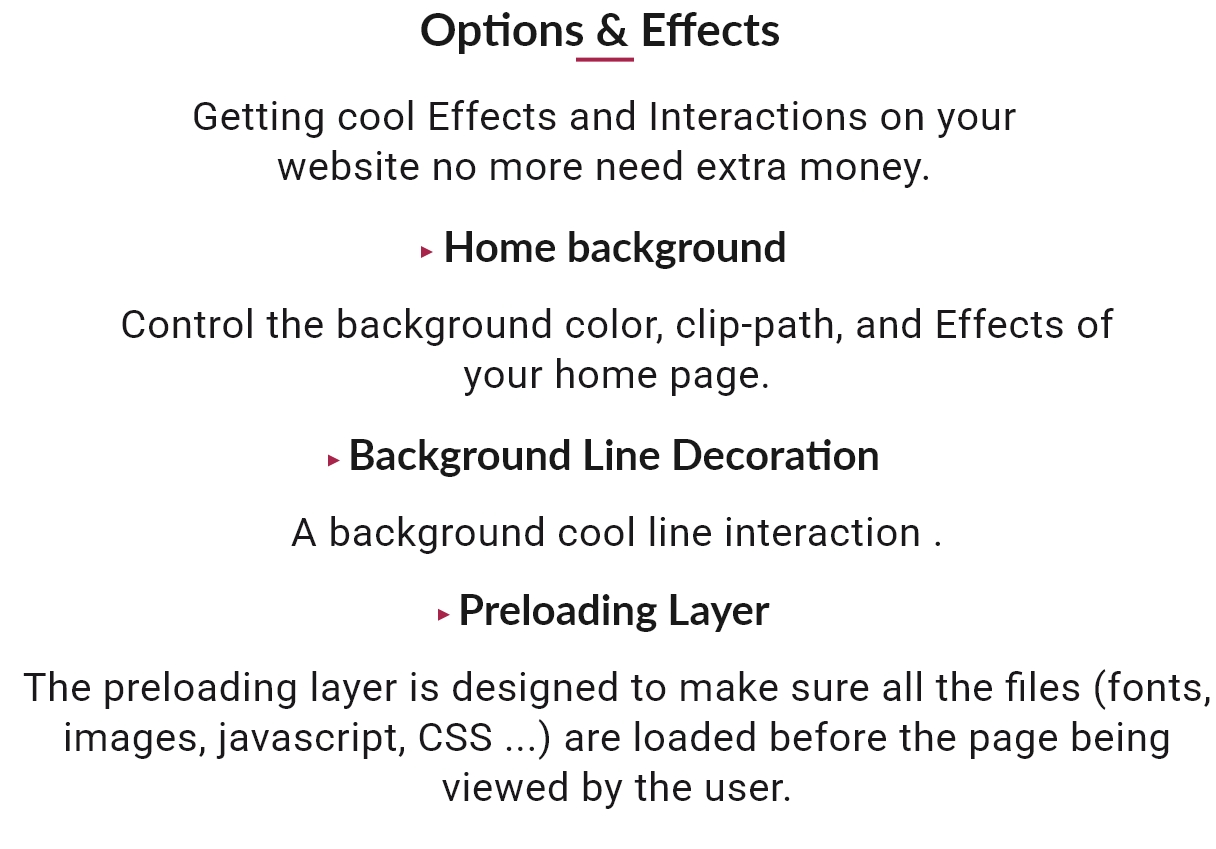 Options & Effects
Getting cool Effects and Interactions on your
website no more need extra money.
▸ Home background
Control the background color, clip-path, and Effects of
your home page.
▸ Background Line Decoration
A background cool line interaction .
▸ Preloading Layer
The preloading layer is designed to make sure all the files (fonts,
images, javascript, CSS ...) are loaded before the page being
viewed by the user.